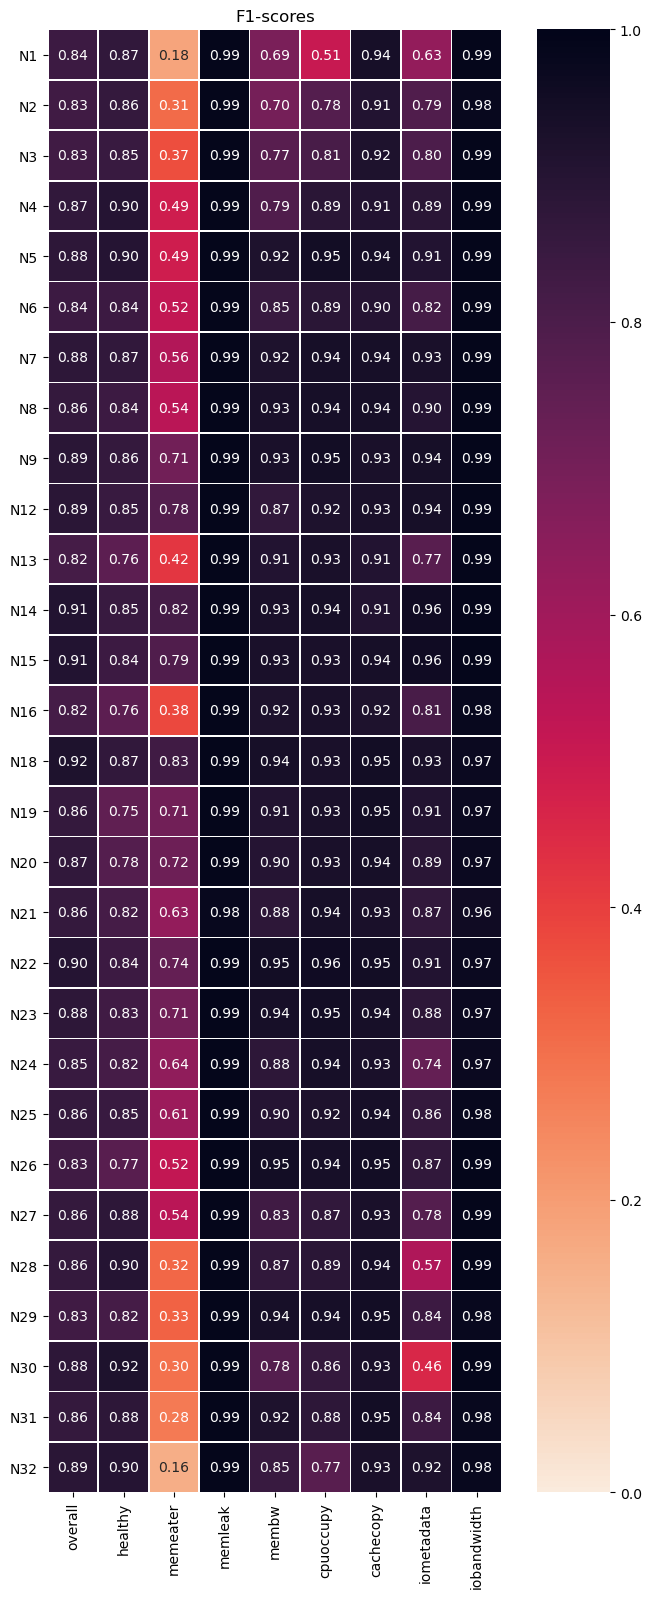 F1-scores
N1 0.84 0.87 0.18 0.99 0.69 0.51 0.94 0.63 0.99
N2 0.83 0.86 0.31 0.99 0.70 0.78 0.91 0.79 0.98
N3 0.83 0.85 0.37 0.99 0.77 0.81 0.92 0.80 0.99
N4 0.87 0.90 0.49 0.99 0.79 0.89 0.91 0.89 0.99
N5 0.88 0.90 0.49 0.99 0.92 0.95 0.94 0.91 0.99
N6 0.84 0.84 0.52 0.99 0.85 0.89 0.90 0.82 0.99
N7 0.88 0.87 0.56 0.99 0.92 0.94 0.94 0.93 0.99
N8 0.86 0.84 0.54 0.99 0.93 0.94 0.94 0.90 0.99
N9 0.89 0.86 0.71 0.99 0.93 0.95 0.93 0.94 0.99
N12 0.89 0.85 0.78 0.99 0.87 0.92 0.93 0.94 0.99
N13 0.82 0.76 0.42 0.99 0.91 0.93 0.91 0.77 0.99
N14 0.91 0.85 0.82 0.99 0.93 0.94 0.91 0.96 0.99
N15 0.91 0.84 0.79 0.99 0.93 0.93 0.94 0.96 0.99
N16 0.82 0.76 0.38 0.99 0.92 0.93 0.92 0.81 0.98
N18 0.92 0.87 0.83 0.99 0.94 0.93 0.95 0.93 0.97
N19 0.86 0.75 0.71 0.99 0.91 0.93 0.95 0.91 0.97
N20 0.87 0.78 0.72 0.99 0.90 0.93 0.94 0.89 0.97
N21 0.86 0.82 0.63 0.98 0.88 0.94 0.93 0.87 0.96
N22 0.90 0.84 0.74 0.99 0.95 0.96 0.95 0.91 0.97
N23 0.88 0.83 0.71 0.99 0.94 0.95 0.94 0.88 0.97
N24 0.85 0.82 0.64 0.99 0.88 0.94 0.93 0.74 0.97
N25 0.86 0.85 0.61 0.99 0.90 0.92 0.94 0.86 0.98
N26 0.83 0.77 0.52 0.99 0.95 0.94 0.95 0.87 0.99
N27 0.86 0.88 0.54 0.99 0.83 0.87 0.93 0.78 0.99
N28 0.86 0.90 0.32 0.99 0.87 0.89 0.94 0.57 0.99
N29 0.83 0.82 0.33 0.99 0.94 0.94 0.95 0.84 0.98
N30 0.88 0.92 0.30 0.99 0.78 0.86 0.93 0.46 0.99
N31 0.86 0.88 0.28 0.99 0.92 0.88 0.95 0.84 0.98
N32 0.89 0.90 0.16 0.99 0.85 0.77 0.93 0.92 0.98
overall
healthy
memeater
memleak
membw
cpuoccupy
cachecopy
iometadata
iobandwidth
1.0
0.8
0.6
0.4
0.2
0.0